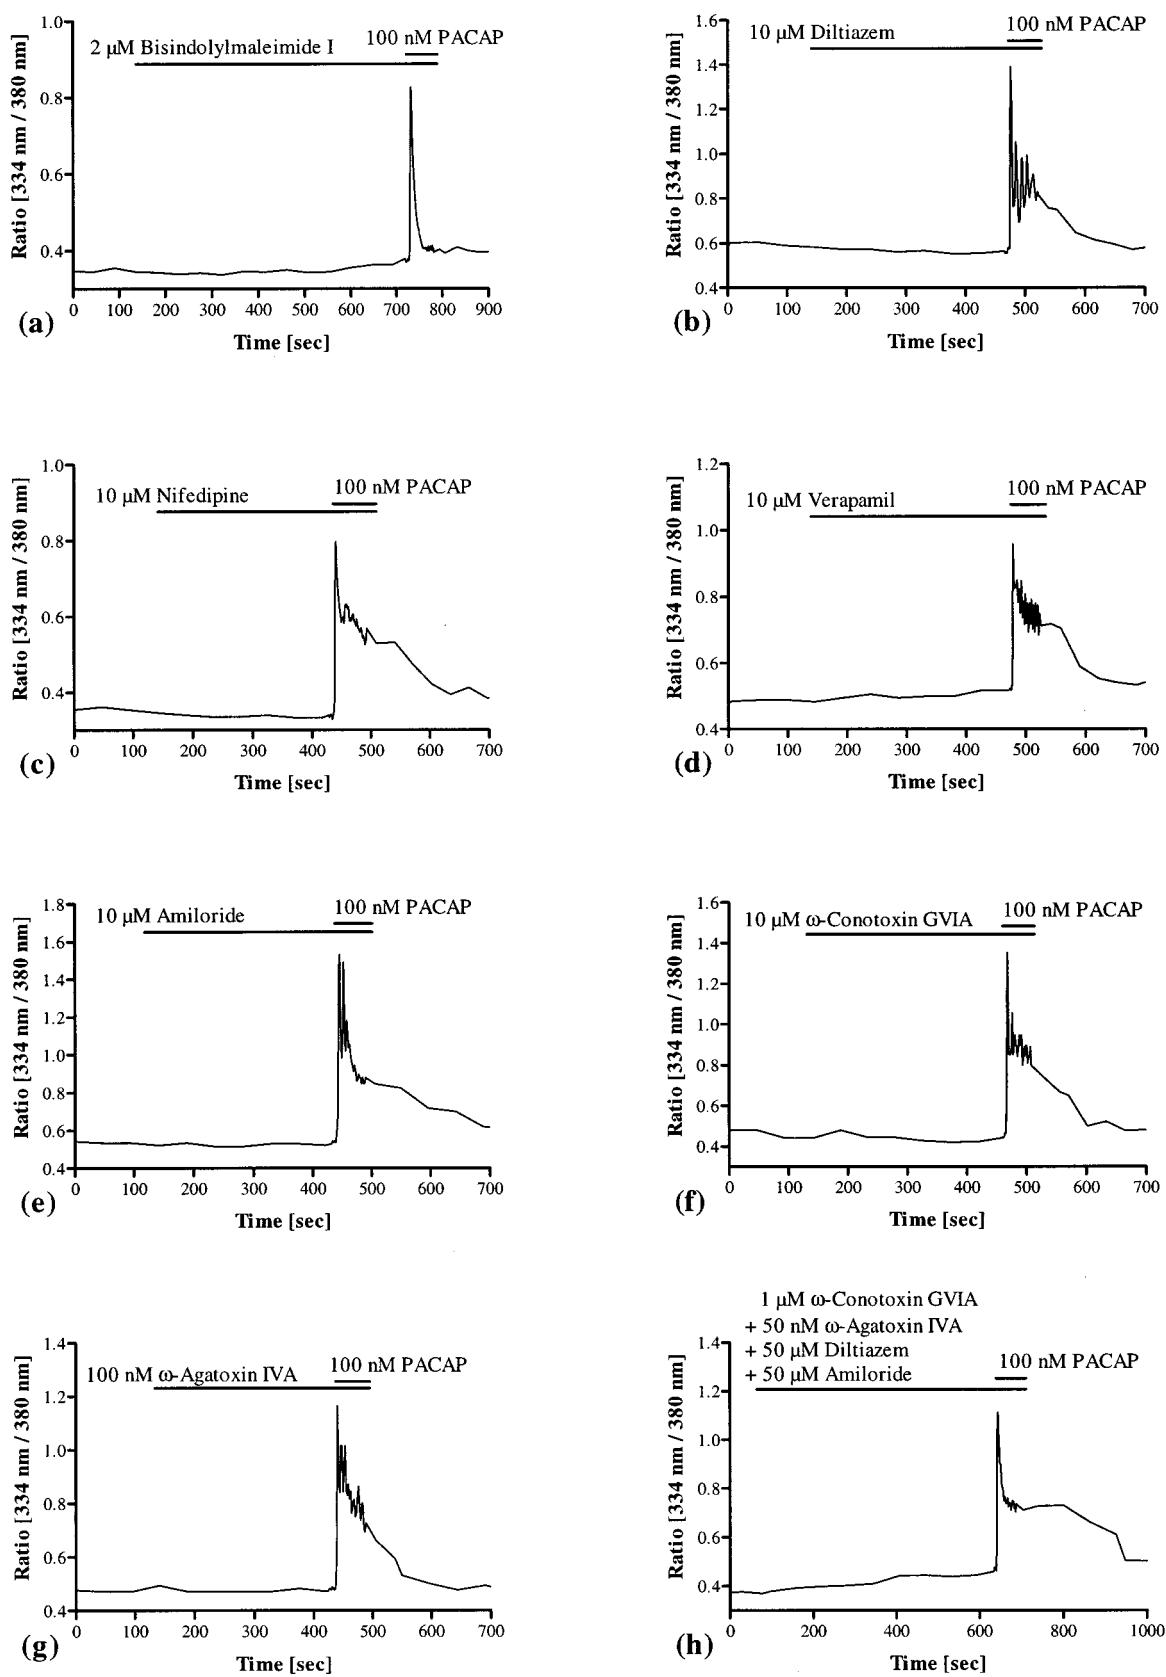 2 μM Bisindolylmaleimide I
100 nM PACAP
Ratio [334 nm / 380 nm]
1.0
0.8
0.6
0.4
0 100 200 300 400 500 600 700 800 900
Time [sec]
(a)
10 μM Diltiazem
100 nM PACAP
Ratio [334 nm / 380 nm]
1.6
1.4
1.2
1.0
0.8
0.6
0.4
0 100 200 300 400 500 600 700
Time [sec]
(b)
10 μM Nifedipine
100 nM PACAP
Ratio [334 nm / 380 nm]
1.0
0.8
0.6
0.4
0 100 200 300 400 500 600 700
Time [sec]
(c)
10 μM Verapamil
100 nM PACAP
Ratio [334 nm / 380 nm]
1.2
1.0
0.8
0.6
0.4
0 100 200 300 400 500 600 700
Time [sec]
(d)
10 μM Amiloride
100 nM PACAP
Ratio [334 nm / 380 nm]
1.8
1.6
1.4
1.2
1.0
0.8
0.6
0.4
0 100 200 300 400 500 600 700
Time [sec]
(e)
10 μM ω-Conotoxin GVIA
100 nM PACAP
Ratio [334 nm / 380 nm]
1.6
1.4
1.2
1.0
0.8
0.6
0.4
0 100 200 300 400 500 600 700
Time [sec]
(f)
100 nM ω-Agatoxin IVA
100 nM PACAP
Ratio [334 nm / 380 nm]
1.4
1.2
1.0
0.8
0.6
0.4
0 100 200 300 400 500 600 700
Time [sec]
(g)
1 μM ω-Conotoxin GVIA
+ 50 nM ω-Agatoxin IVA
+ 50 μM Diltiazem
+ 50 μM Amiloride
100 nM PACAP
Ratio [334 nm / 380 nm]
1.4
1.2
1.0
0.8
0.6
0.4
0 200 400 600 800 1000
Time [sec]
(h)